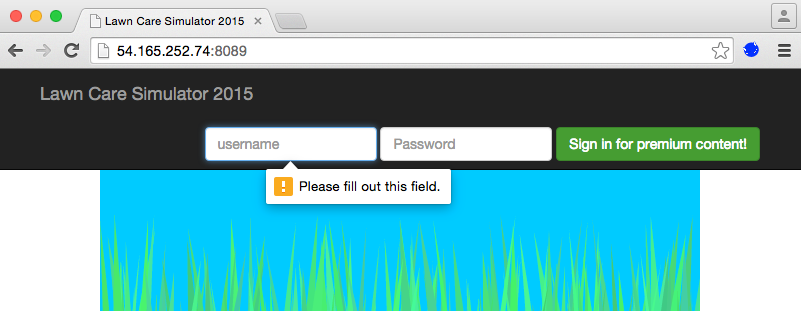 Lawn Care Simulator 2015
54.165.252.74:8089
Lawn Care Simulator 2015
username Password Sign in for premium content!
Please fill out this field.